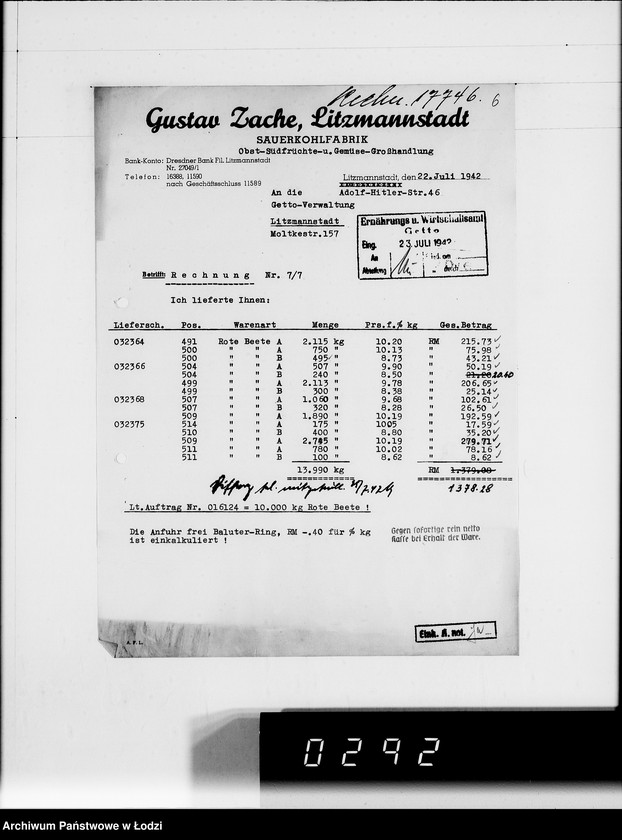 Rechn. 17746. 6
Gustav Zache, Litzmannstadt
SAUERKOHLFABRIK
Obst-Südfrüchte-u. Gemüse-Großhandlung
Bank-Konto: Dresdner Bank Fil. Litzmannstadt
Nr. 27049/1
Telefon: 16388, 11590
nach Geschäftsschluss 11589
Litzmannstadt, den 22. Juli 1942
Adolf-Hitler-Str.46
An die
Getto-Verwaltung
Litzmannstadt
Moltkestr.157
Ernährungs u. Wirtschaftsamt
Getto
Eing. 23. JULI 1942
An
Abteilung
Betrifft: Rechnung Nr. 7/7
Ich lieferte Ihnen:
Liefersch. Pos. Warenart Menge Prs.f.% kg Ges.Betrag
032364 491 Rote Beete A 2.115 kg 10.20 RM 215.73
500 " " A 750 " 10.13 " 75.98
500 " " B 495 " 8.73 " 43.21
032366 504 " " A 507 " 9.90 " 50.19
504 " " B 240 " 8.50 " 21.20 20.40
499 " " A 2.113 " 9.78 " 206.65
499 " " B 300 " 8.38 " 25.14
032368 507 " " A 1.060 " 9.68 " 102.61
507 " " B 320 " 8.28 " 26.50
509 " " A 1.890 " 10.19 " 192.59
032375 514 " " A 175 " 1005 " 17.59
510 " " B 400 " 8.80 " 35.20
509 " " A 2.745 " 10.19 " 279.71
511 " " A 780 " 10.02 " 78.16
511 " " B 100 " 8.62 " 8.62
13.990 kg RM 1.379.08
1378.28
Lt.Auftrag Nr. 016124 = 10.000 kg Rote Beete !
Die Anfuhr frei Baluter-Ring, RM -.40 für % kg
ist einkalkuliert !
Gegen sofortige rein netto
Kasse bei Erhalt der Ware.
Eink. A. not.
A.F.L.
0292
Archiwum Państwowe w Łodzi